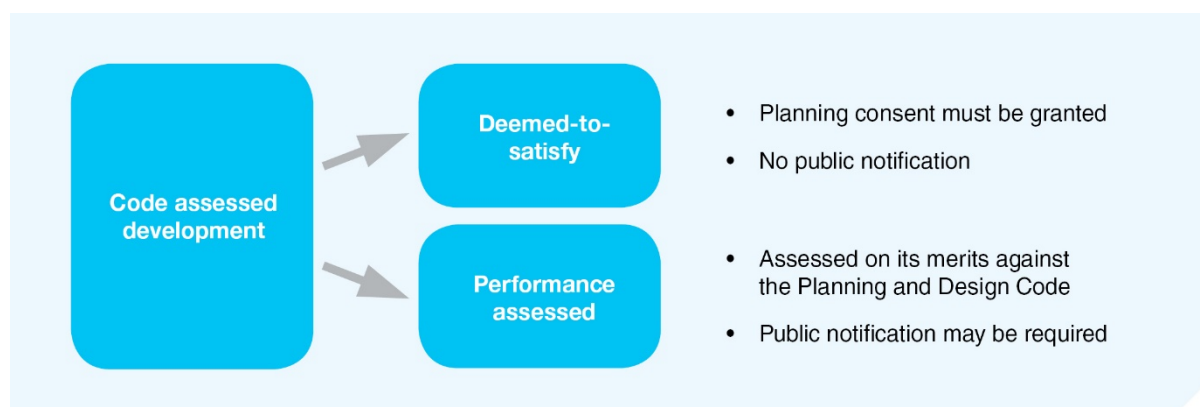 Code assessed
development
Deemed-to-
satisfy
• Planning consent must be granted
• No public notification
Performance
assessed
• Assessed on its merits against
the Planning and Design Code
• Public notification may be required